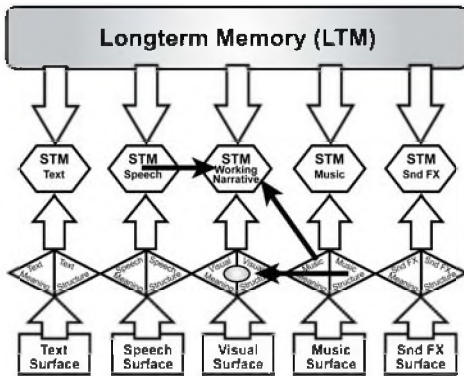 Longterm Memory (LTM)
STM
Text
STM
Speech
STM
Working
Narrative
STM
Music
STM
Snd FX
Text
Meaning
Text
Structure
Speech
Meaning
Speech
Structure
Visual
Meaning
Visual
Structure
Music
Meaning
Music
Structure
Snd FX
Meaning
Snd FX
Structure
Text
Surface
Speech
Surface
Visual
Surface
Music
Surface
Snd FX
Surface